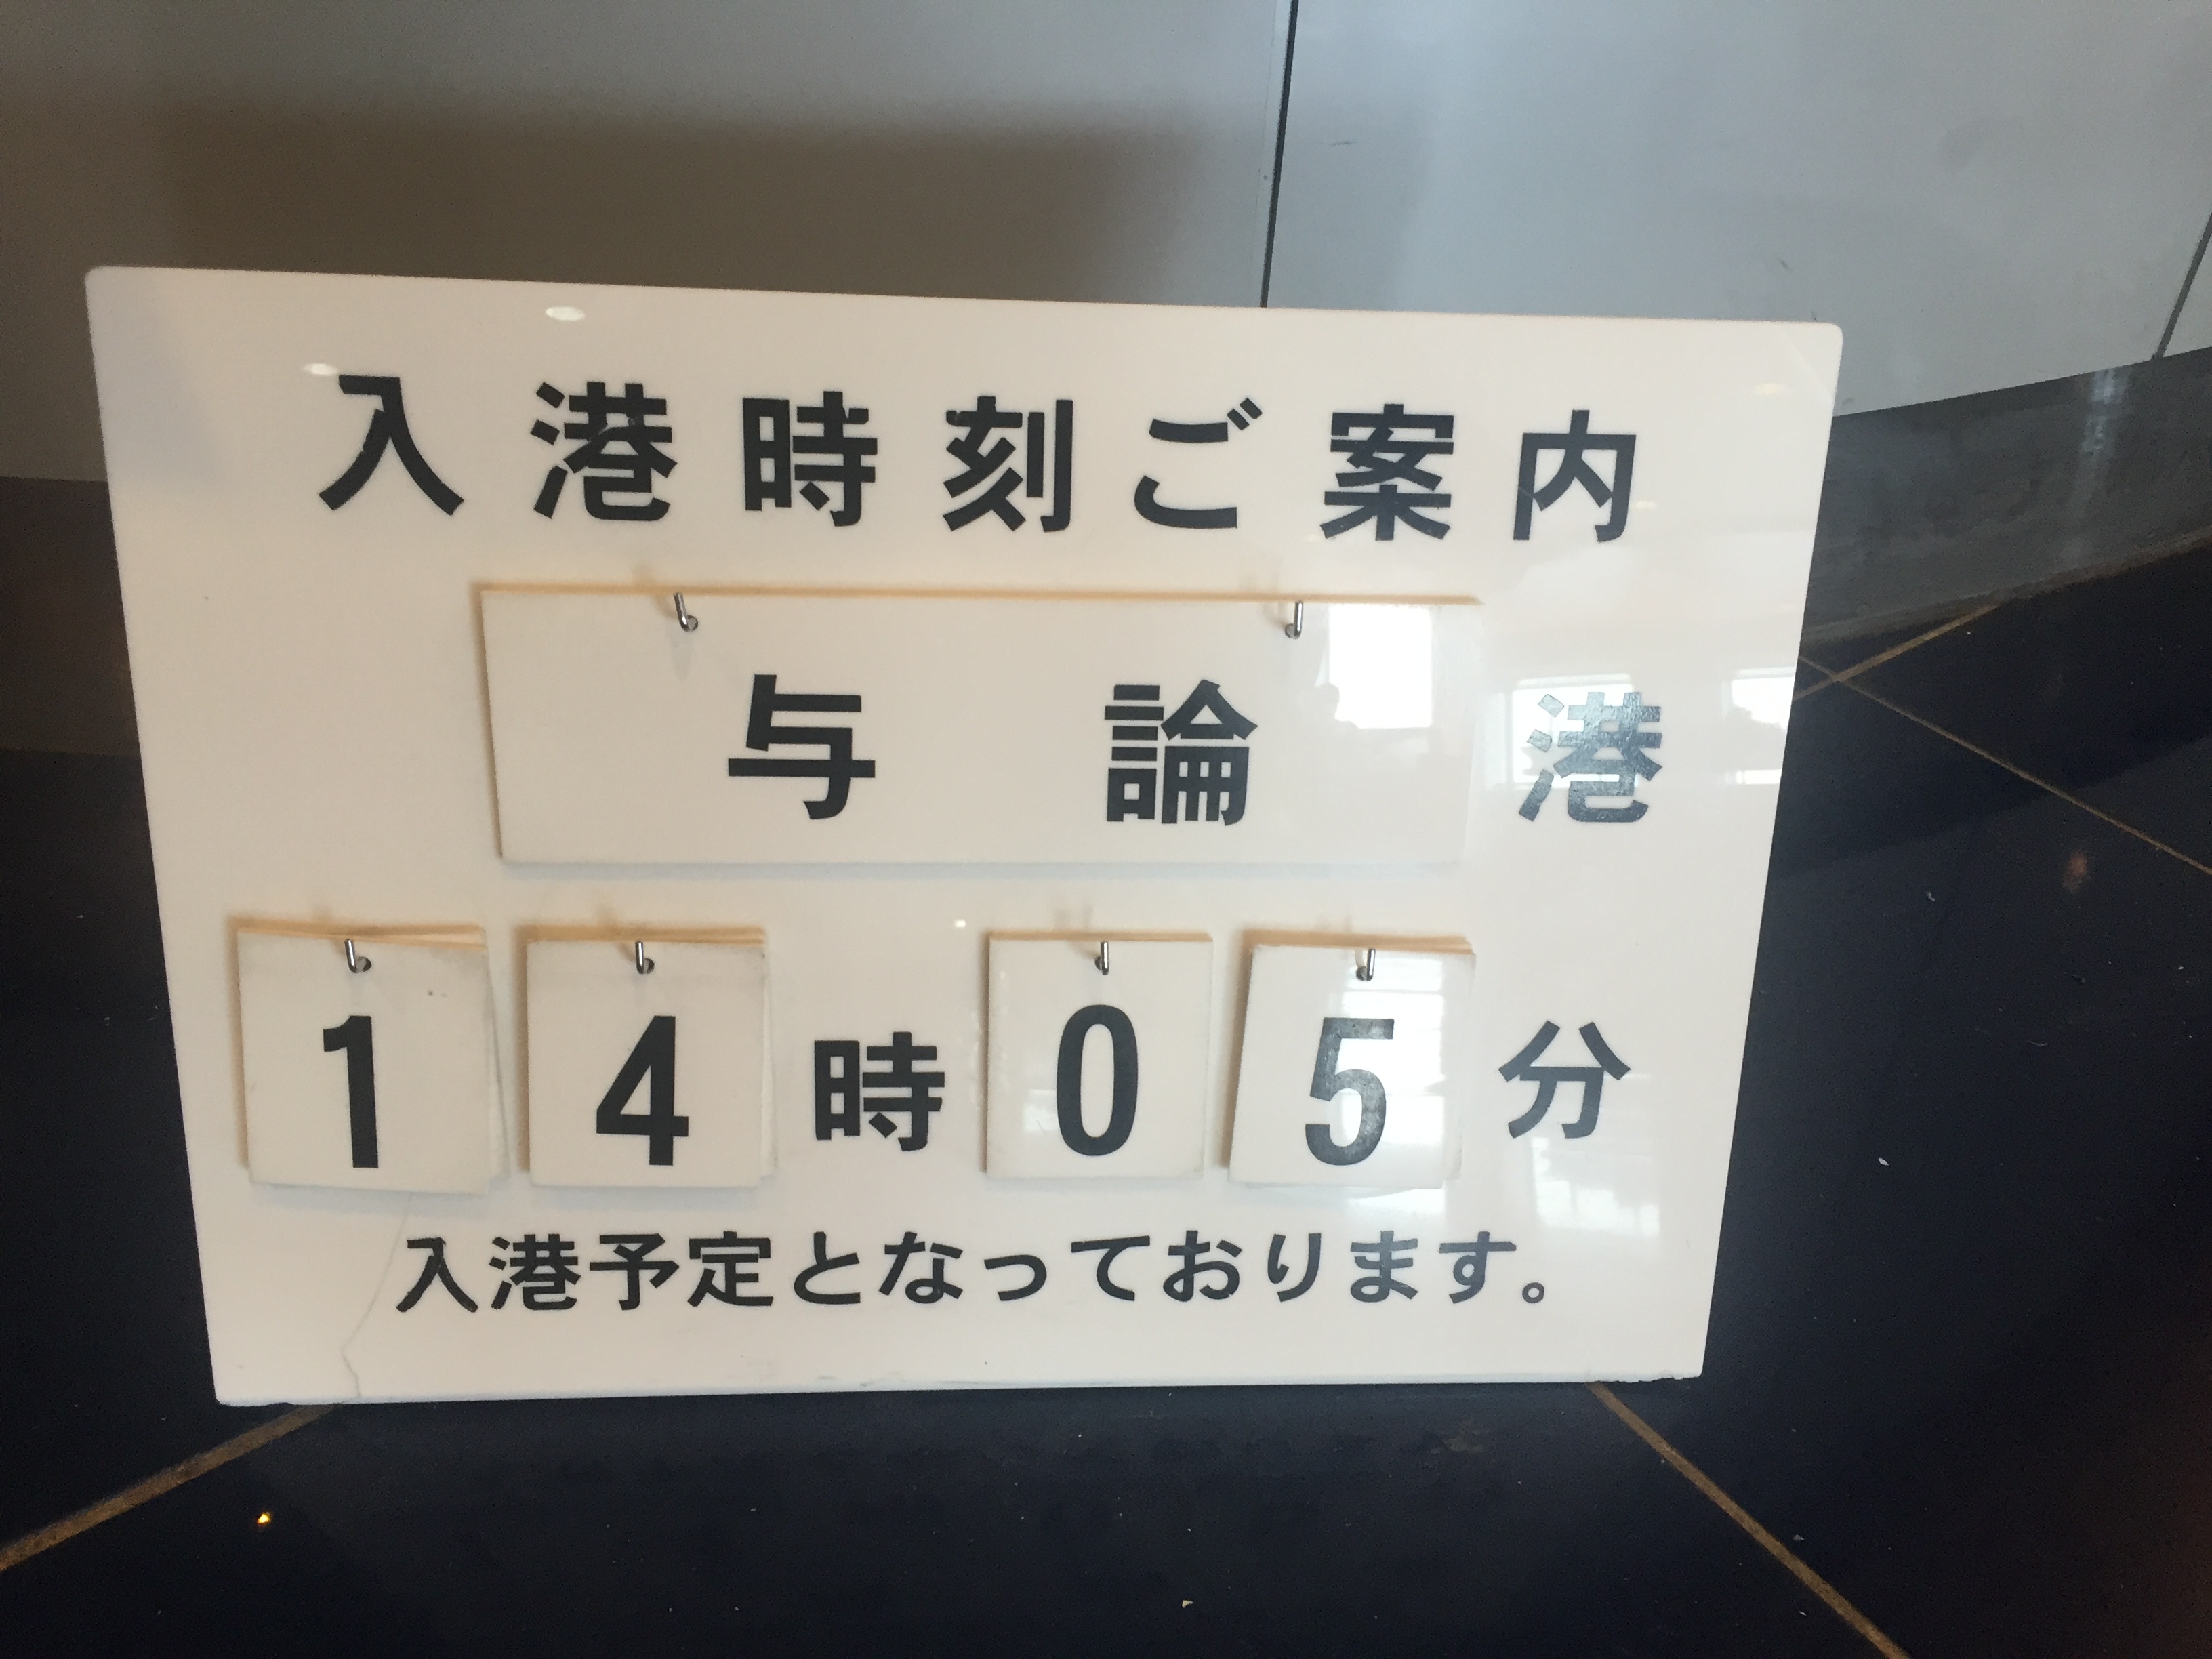 入港時刻ご案内
与論港
14時05分
入港予定となっております。